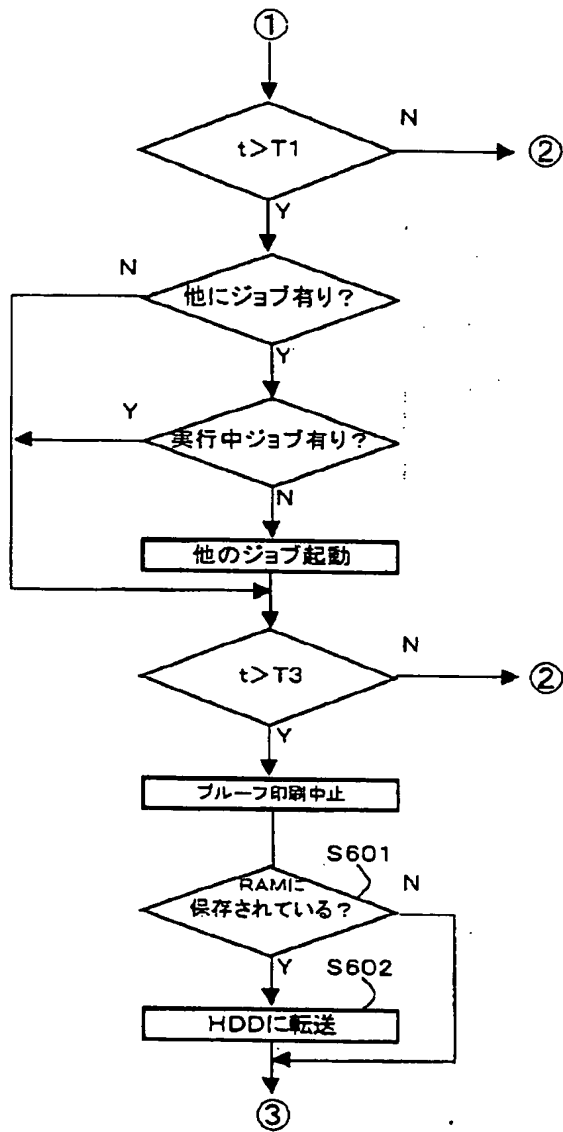 ①
t>T1
N
②
Y
N
他にジョブ有り?
Y
Y
実行中ジョブ有り?
N
他のジョブ起動
t>T3
N
②
Y
プルーフ印刷中止
S601
RAMに
保存されている?
N
Y
S602
HDDに転送
③